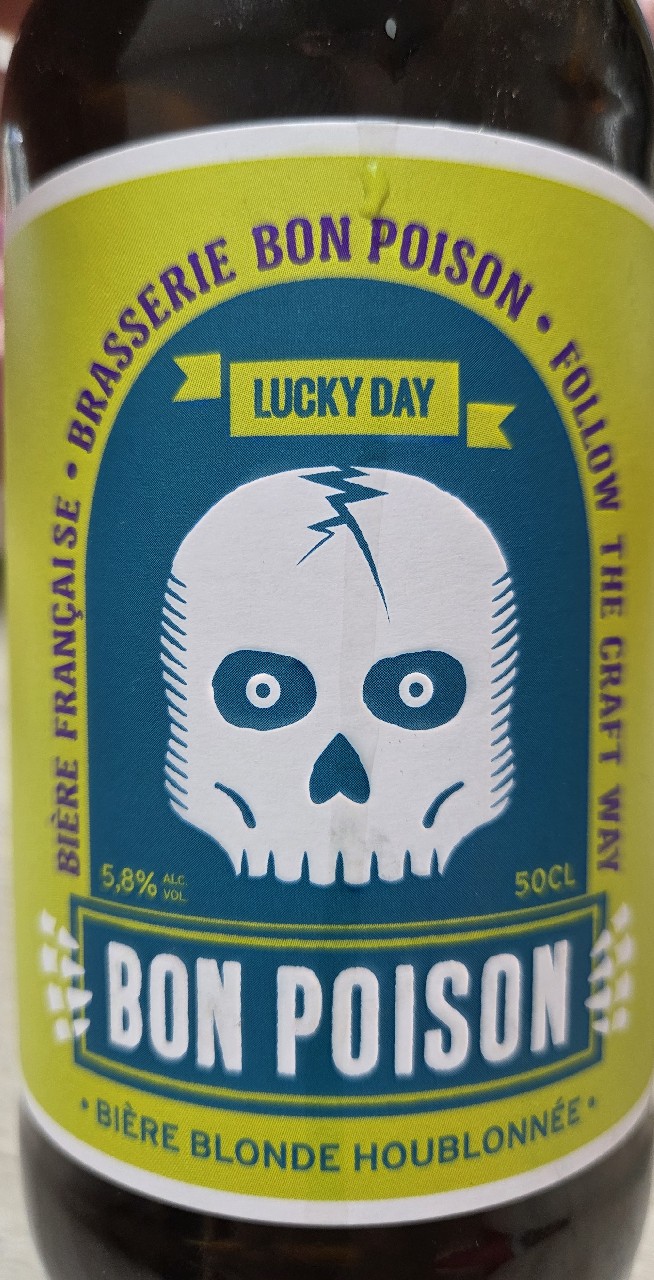 BIÈRE FRANÇAISE • BRASSERIE BON POISON • FOLLOW THE CRAFT WAY
LUCKY DAY
5,8% ALC. VOL.
50CL
BON POISON
• BIÈRE BLONDE HOUBLONNÉE •